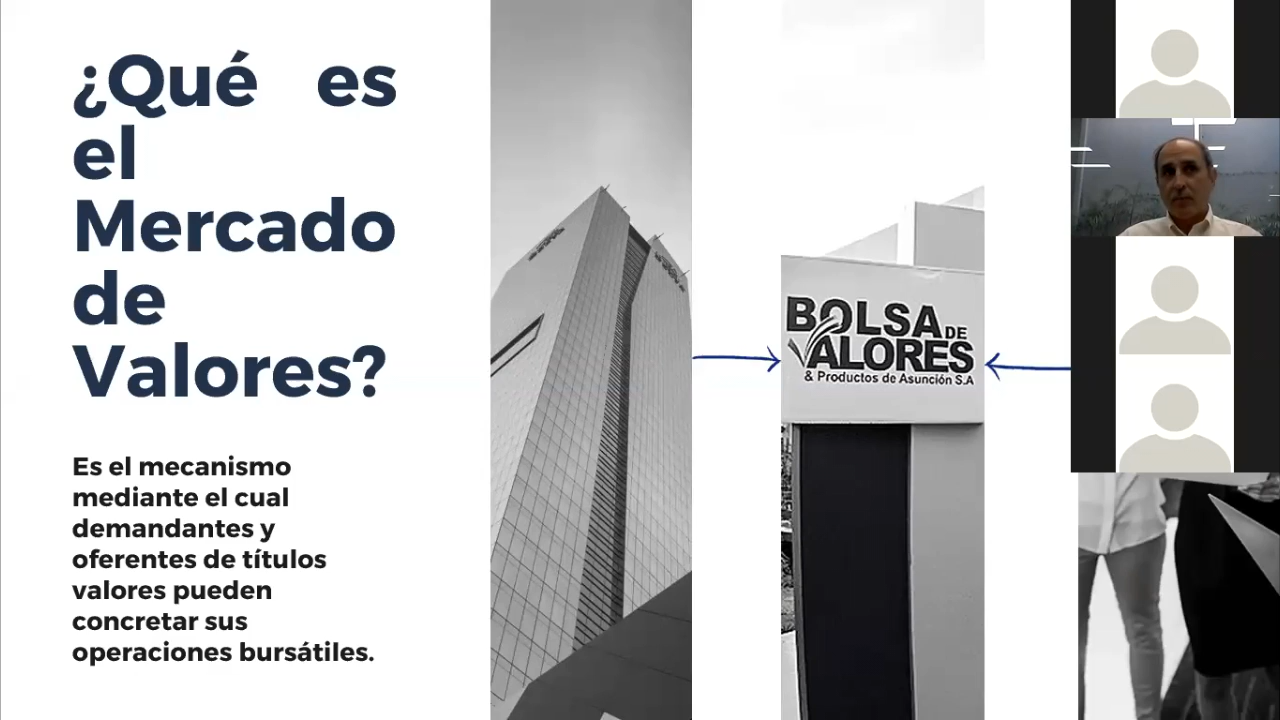 ¿Qué es
el
Mercado
de
Valores?
Es el mecanismo
mediante el cual
demandantes y
oferentes de títulos
valores pueden
concretar sus
operaciones bursátiles.
BOLSA DE
VALORES
& Productos de Asunción S.A